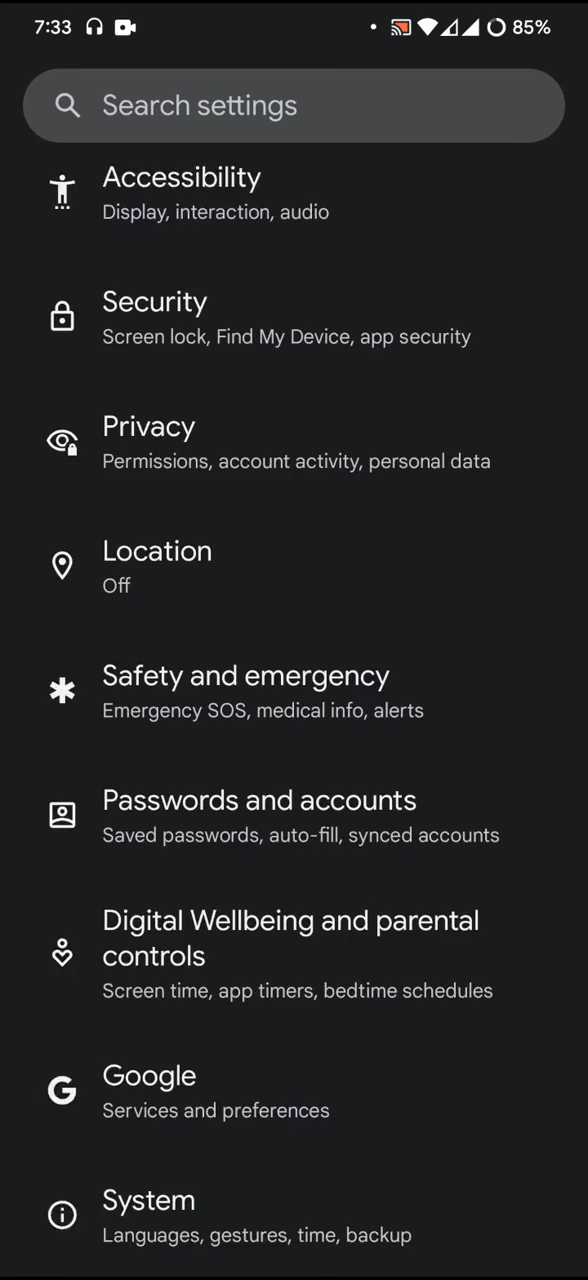 7:33 85%
Search settings
Accessibility
Display, interaction, audio
Security
Screen lock, Find My Device, app security
Privacy
Permissions, account activity, personal data
Location
Off
Safety and emergency
Emergency SOS, medical info, alerts
Passwords and accounts
Saved passwords, auto-fill, synced accounts
Digital Wellbeing and parental
controls
Screen time, app timers, bedtime schedules
Google
Services and preferences
System
Languages, gestures, time, backup